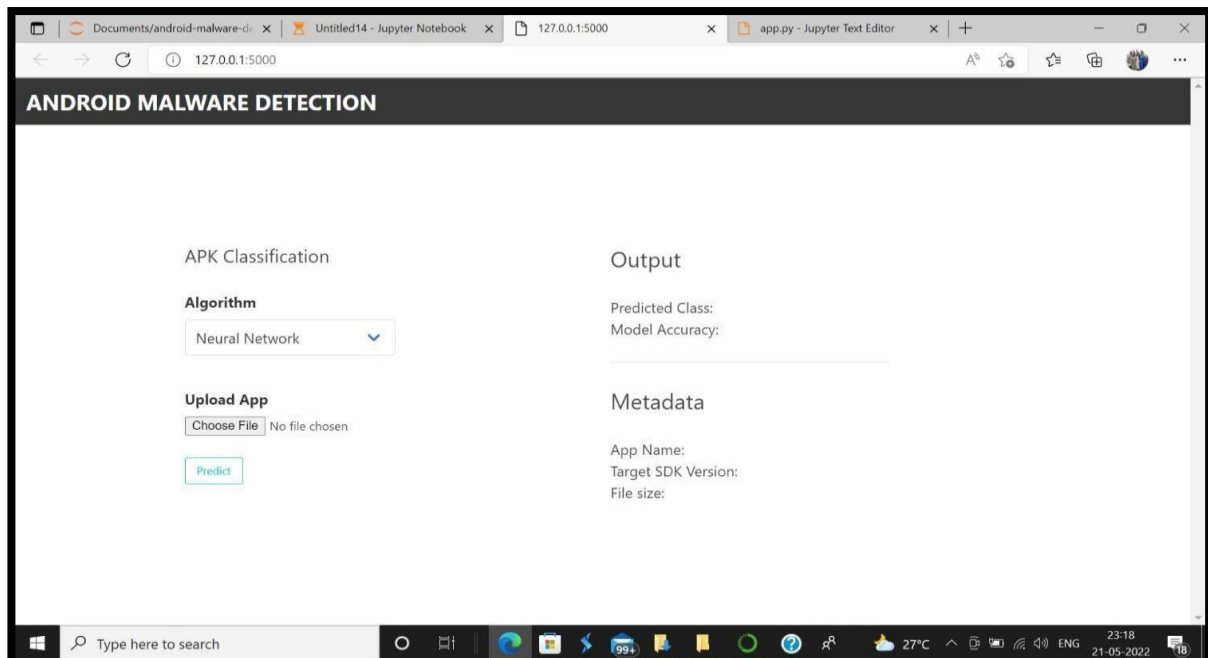 Documents/android-malware-de
Untitled14 - Jupyter Notebook
127.0.0.1:5000
app.py - Jupyter Text Editor
127.0.0.1:5000
ANDROID MALWARE DETECTION
APK Classification
Algorithm
Neural Network
Upload App
Choose File No file chosen
Predict
Output
Predicted Class:
Model Accuracy:
Metadata
App Name:
Target SDK Version:
File size:
Type here to search
99+
27°C
ENG
23:18
21-05-2022
18